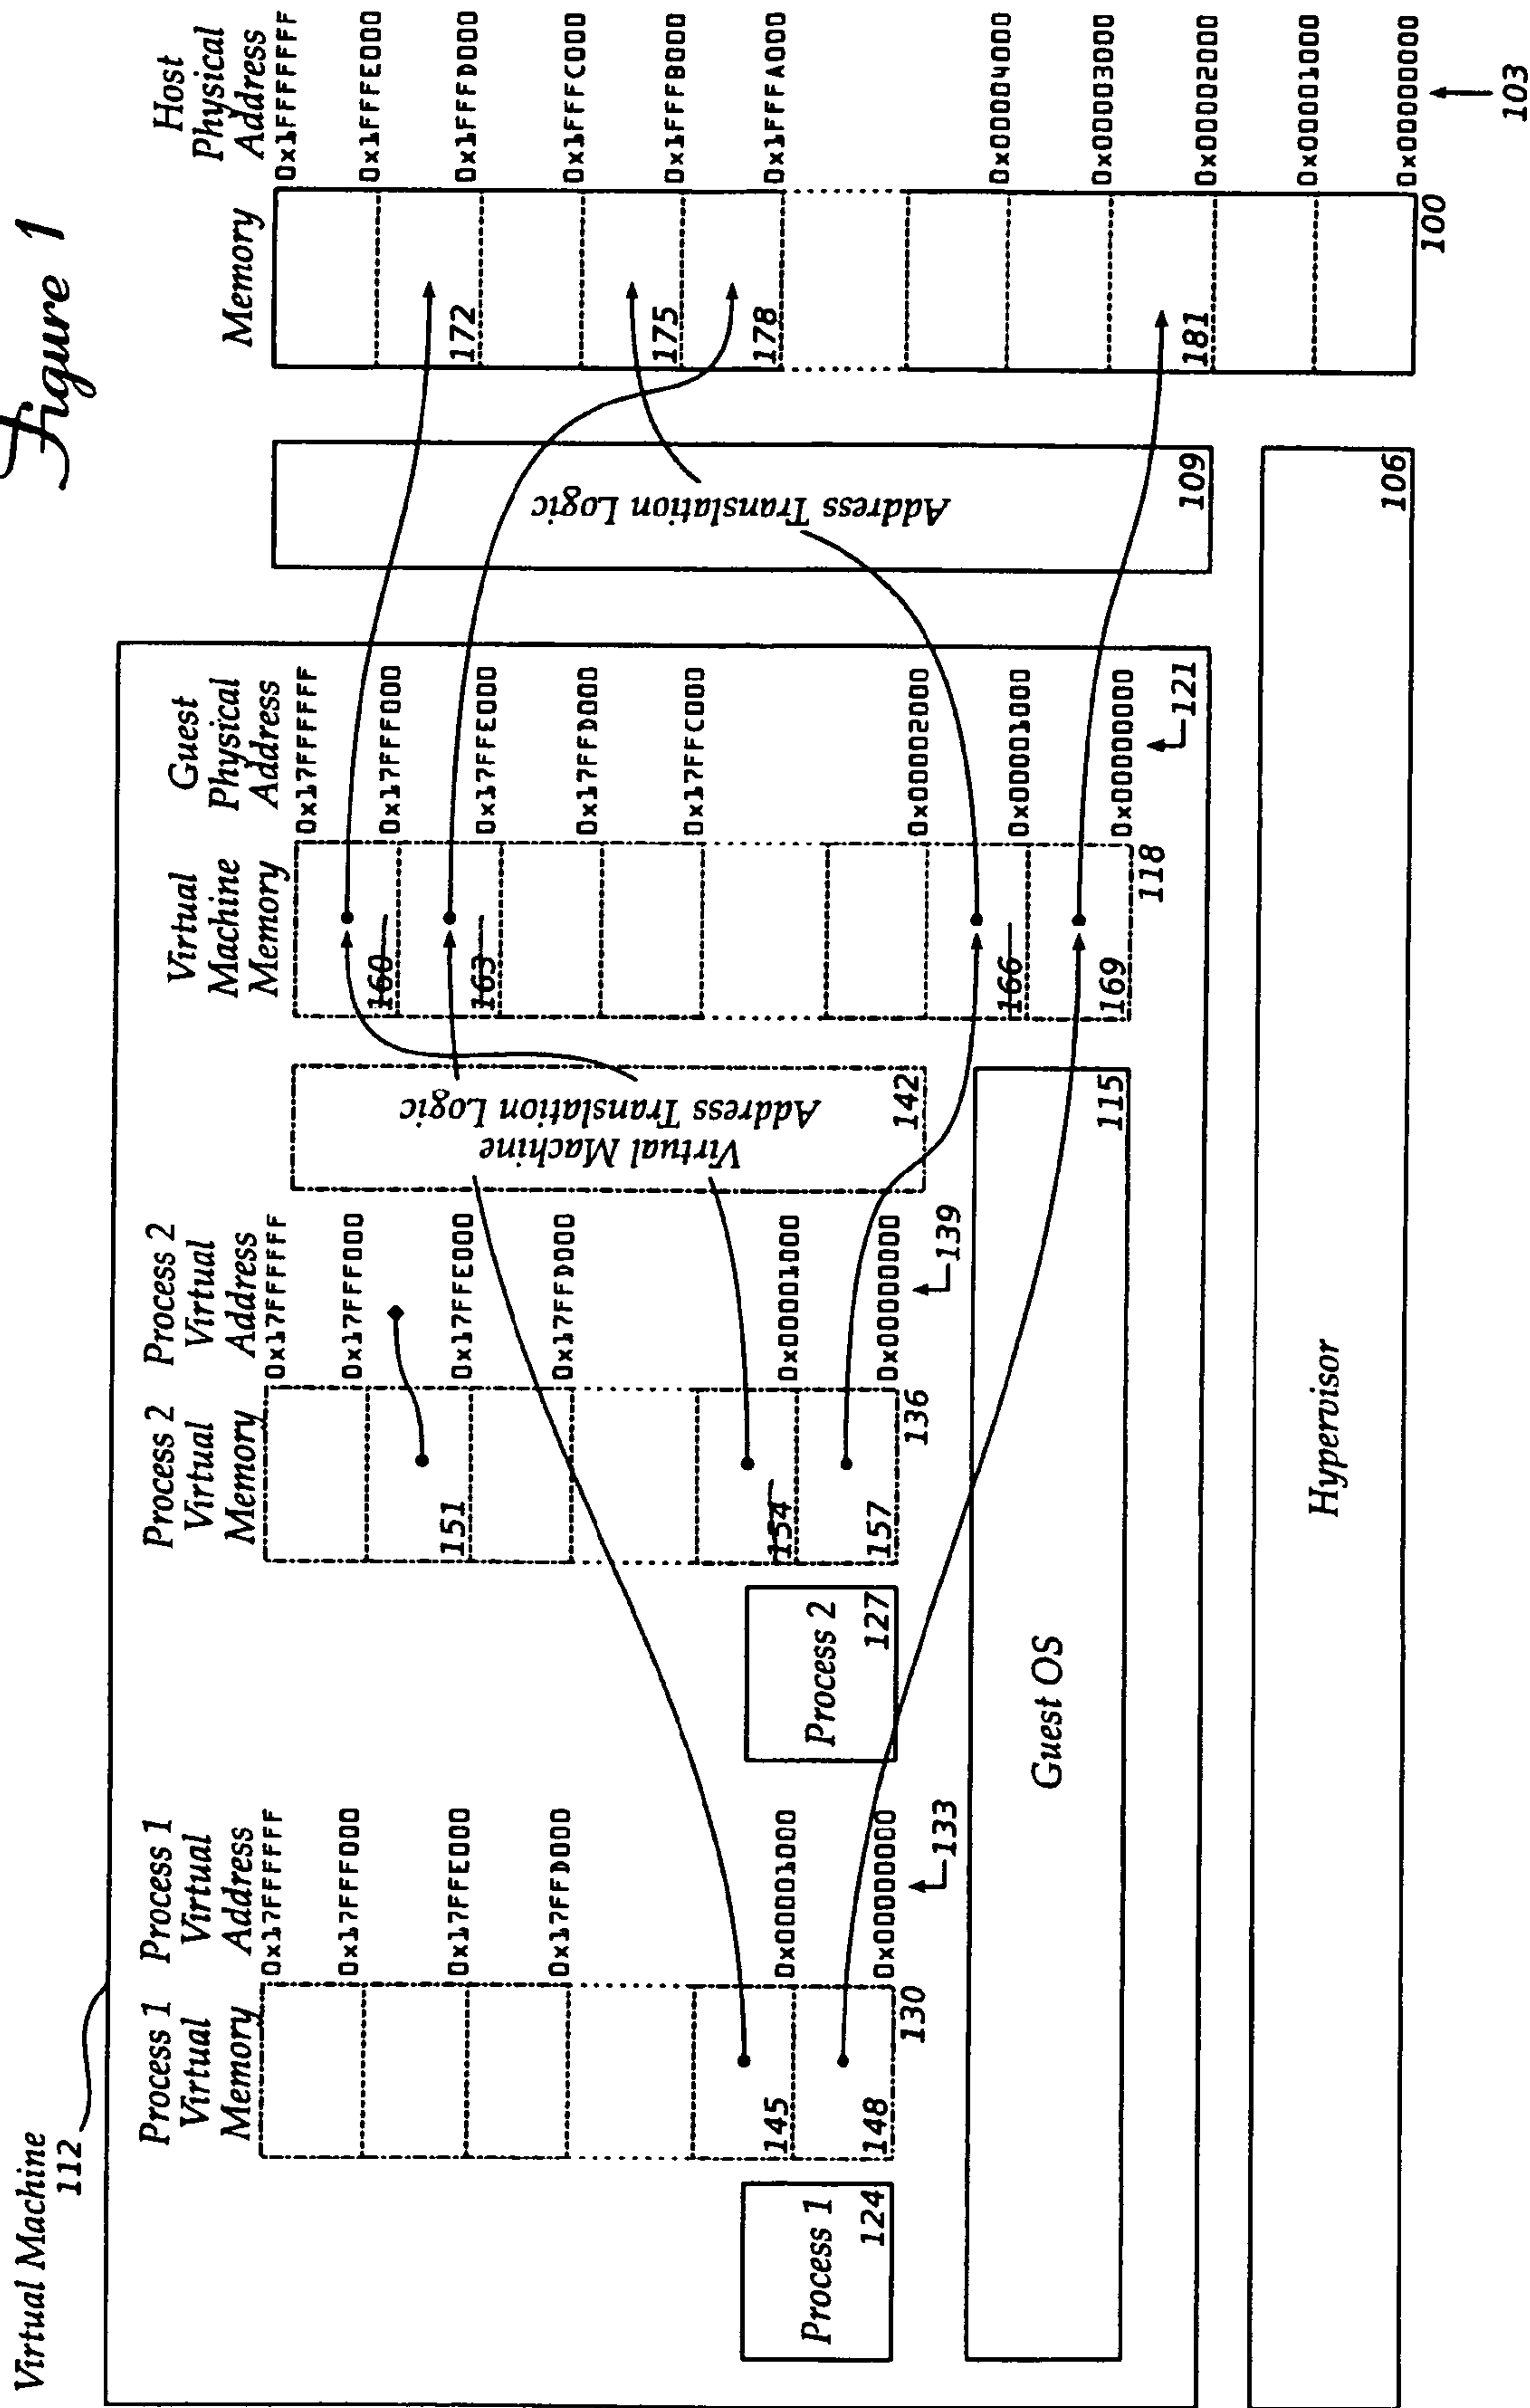 Figure 1
Virtual Machine
112
Process 1
Virtual
Memory
145
148
130
Process 1
Virtual
Address
0x17FFFFFF
0x17FFF000
0x17FFE000
0x17FFD000
0x00001000
0x00000000
133
Process 1
124
Process 2
Virtual
Memory
151
154
157
136
Process 2
Virtual
Address
0x17FFFFFF
0x17FFF000
0x17FFE000
0x17FFD000
0x00001000
0x00000000
139
Process 2
127
Virtual Machine
Address Translation Logic
142
Virtual
Machine
Memory
160
163
166
169
118
Guest
Physical
Address
0x17FFFFFF
0x17FFF000
0x17FFE000
0x17FFD000
0x17FFC000
0x00002000
0x00001000
0x00000000
121
Guest OS
115
Address Translation Logic
109
Memory
172
175
178
181
100
Host
Physical
Address
0x1FFFFFFF
0x1FFFE000
0x1FFFD000
0x1FFFC000
0x1FFFB000
0x1FFFA000
0x00004000
0x00003000
0x00002000
0x00001000
0x00000000
103
Hypervisor
106